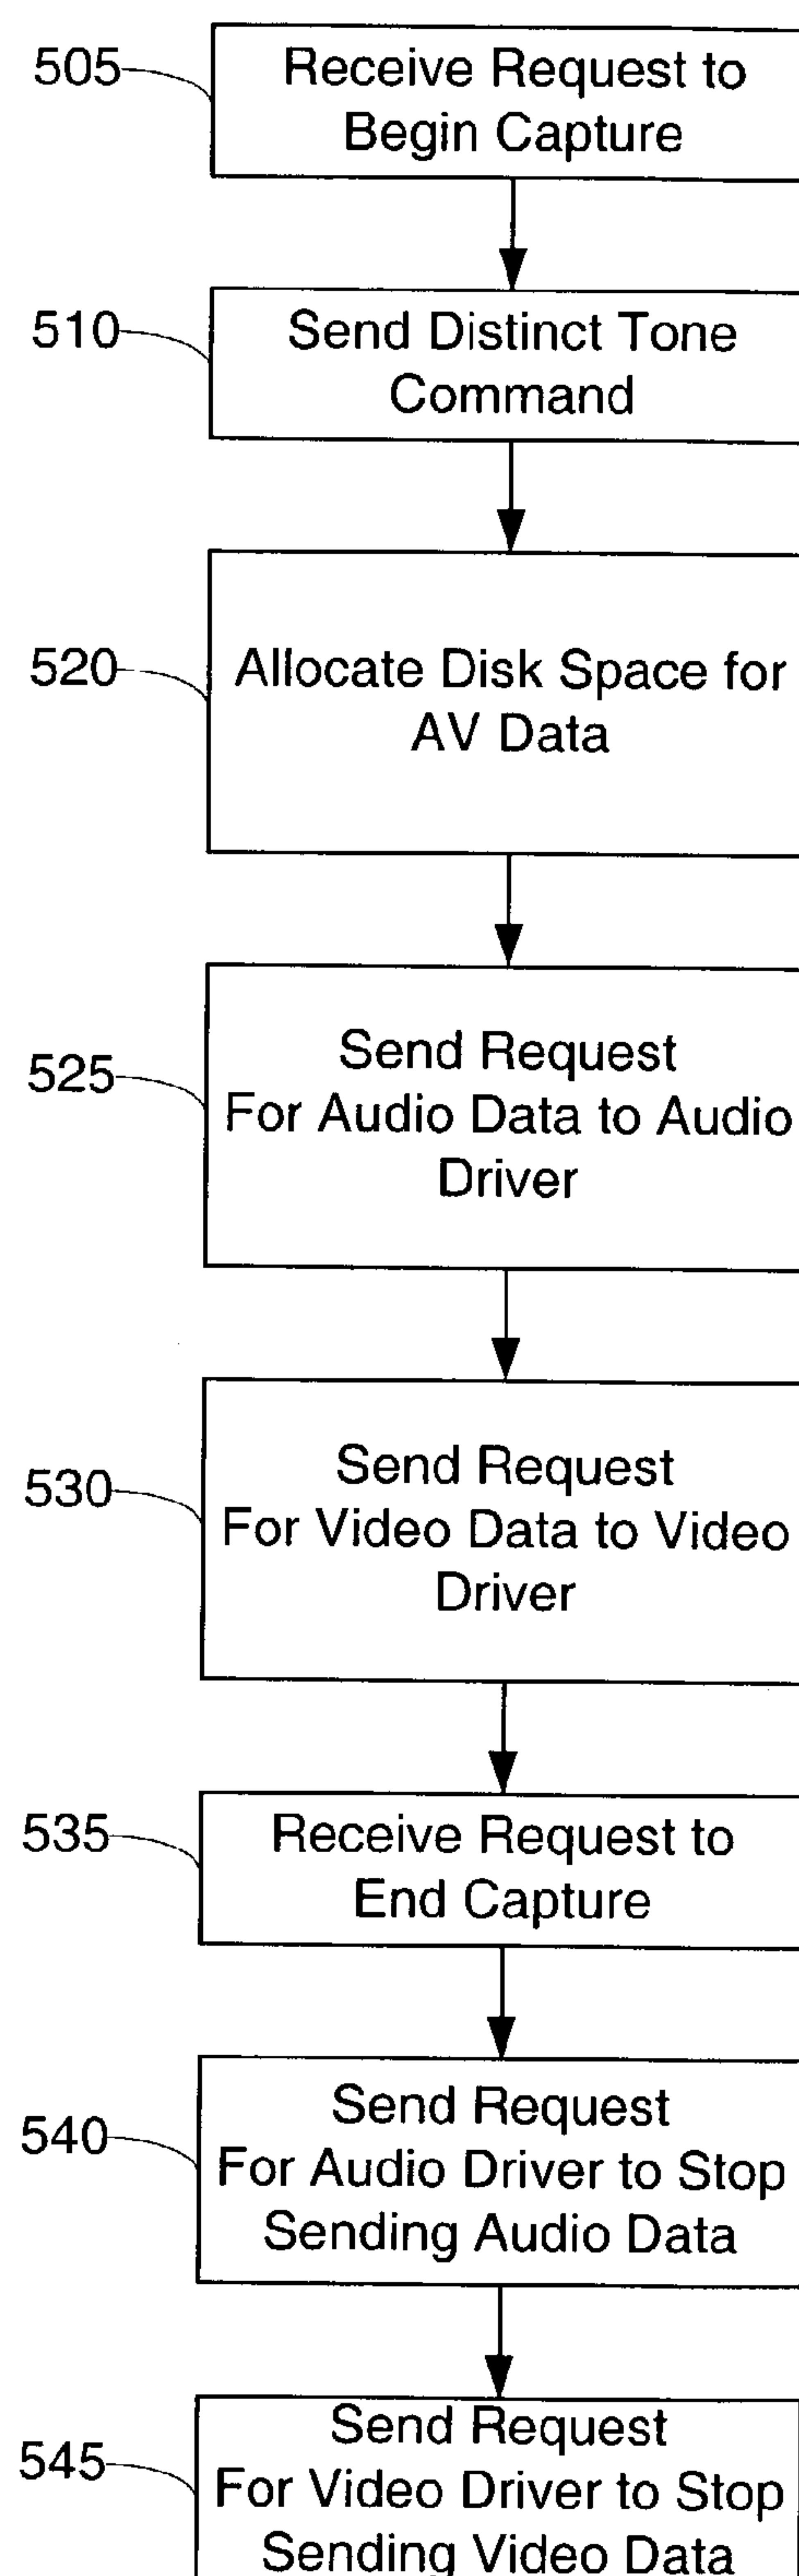 505
Receive Request to
Begin Capture
510
Send Distinct Tone
Command
520
Allocate Disk Space for
AV Data
525
Send Request
For Audio Data to Audio
Driver
530
Send Request
For Video Data to Video
Driver
535
Receive Request to
End Capture
540
Send Request
For Audio Driver to Stop
Sending Audio Data
545
Send Request
For Video Driver to Stop
Sending Video Data